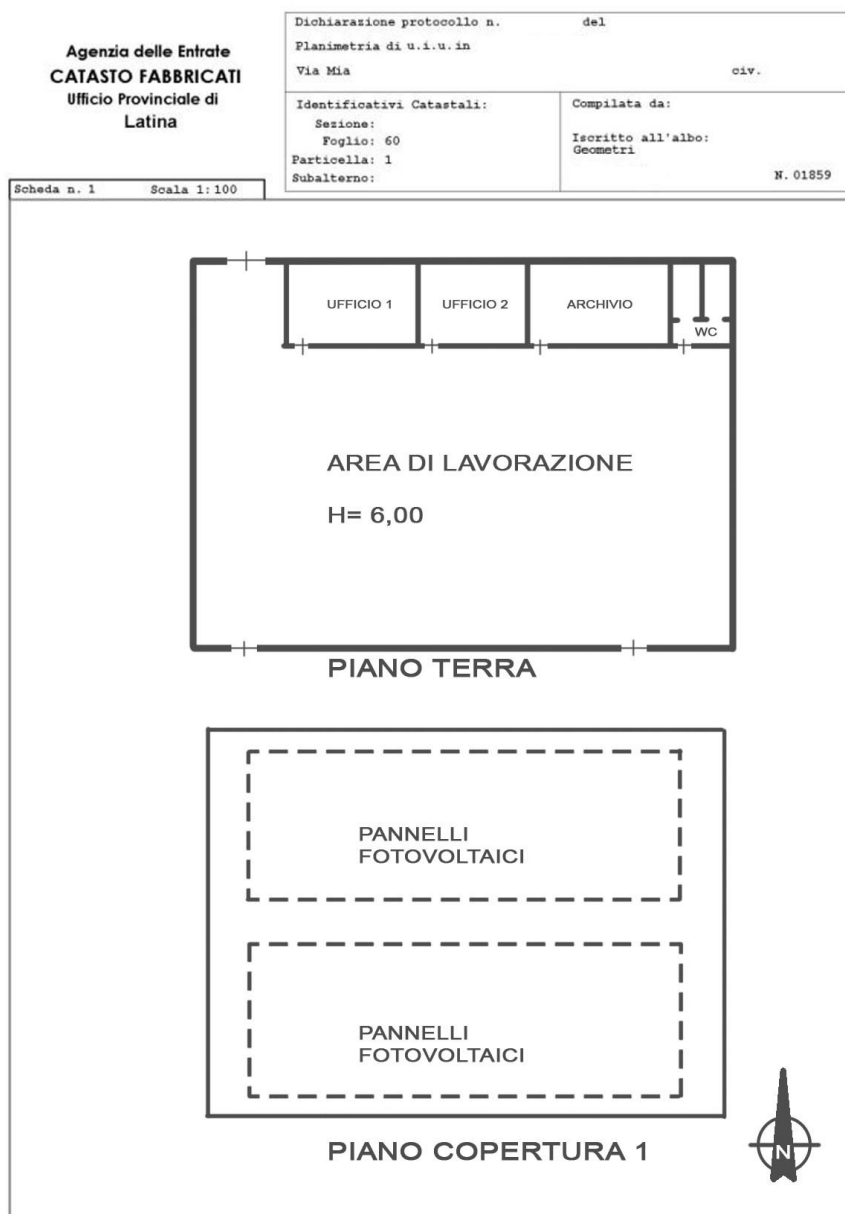 Agenzia delle Entrate
CATASTO FABBRICATI
Ufficio Provinciale di
Latina
Dichiarazione protocollo n. del
Planimetria di u.i.u.in
Via Mia civ.
Identificativi Catastali:
Sezione:
Foglio: 60
Particella: 1
Subalterno:
Compilata da:
Iscritto all'albo:
Geometri
N. 01859
Scheda n. 1 Scala 1:100
UFFICIO 1 UFFICIO 2 ARCHIVIO
WC
AREA DI LAVORAZIONE
H= 6,00
PIANO TERRA
PANNELLI
FOTOVOLTAICI
PANNELLI
FOTOVOLTAICI
PIANO COPERTURA 1
N